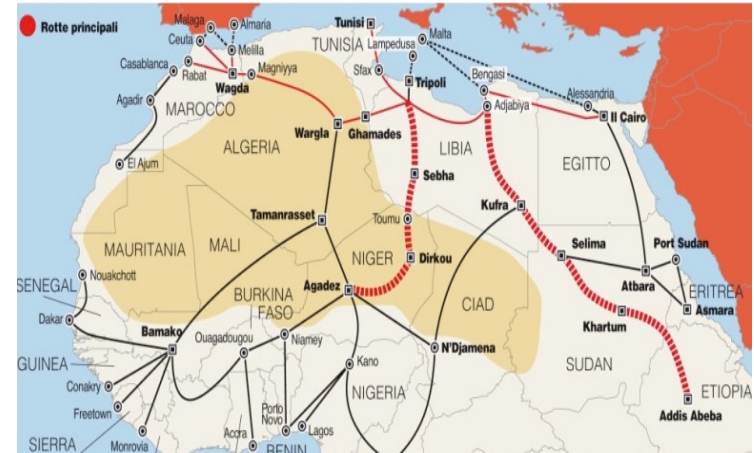 Rotte principali
Malaga
Almaria
Ceuta
Melilla
Casablanca
Rabat
Magniyya
Wagda
Agadir
MAROCCO
El Ajum
Tunisi
TUNISIA
Lampedusa
Malta
Sfax
Tripoli
Bengasi
Adjabiya
Alessandria
Il Cairo
Wargla
Ghamades
ALGERIA
LIBIA
EGITTO
Sebha
Kufra
Tamanrasset
Toumu
Selima
Port Sudan
MAURITANIA
MALI
NIGER
Dirkou
Atbara
ERITREA
Nouakchott
Agadez
CIAD
Asmara
SENEGAL
BURKINA
FASO
Khartum
Dakar
Bamako
Ouagadougou
Niamey
N'Djamena
SUDAN
GUINEA
Kano
ETIOPIA
Conakry
NIGERIA
Addis Abeba
Freetown
Porto
Novo
Lagos
Accra
SIERRA
Monrovia
BENIN